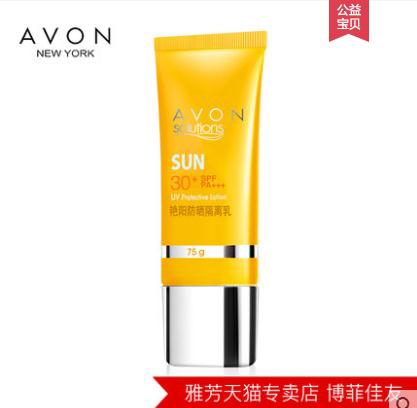 AVON
NEW YORK
公益
宝贝
AVON
solutions
SUN
30+ SPF
PA+++
UV Protective Lotion
艳阳防晒隔离乳
75g
雅芳天猫专卖店 博菲佳友